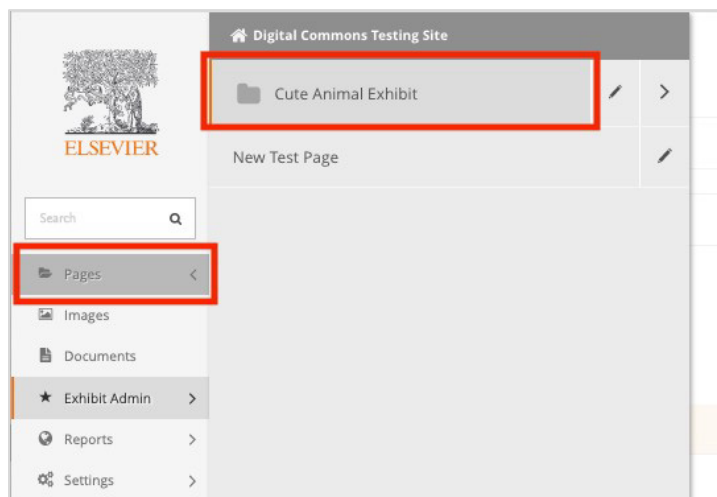 Digital Commons Testing Site
Cute Animal Exhibit
New Test Page
ELSEVIER
Search
Pages
Images
Documents
Exhibit Admin
Reports
Settings